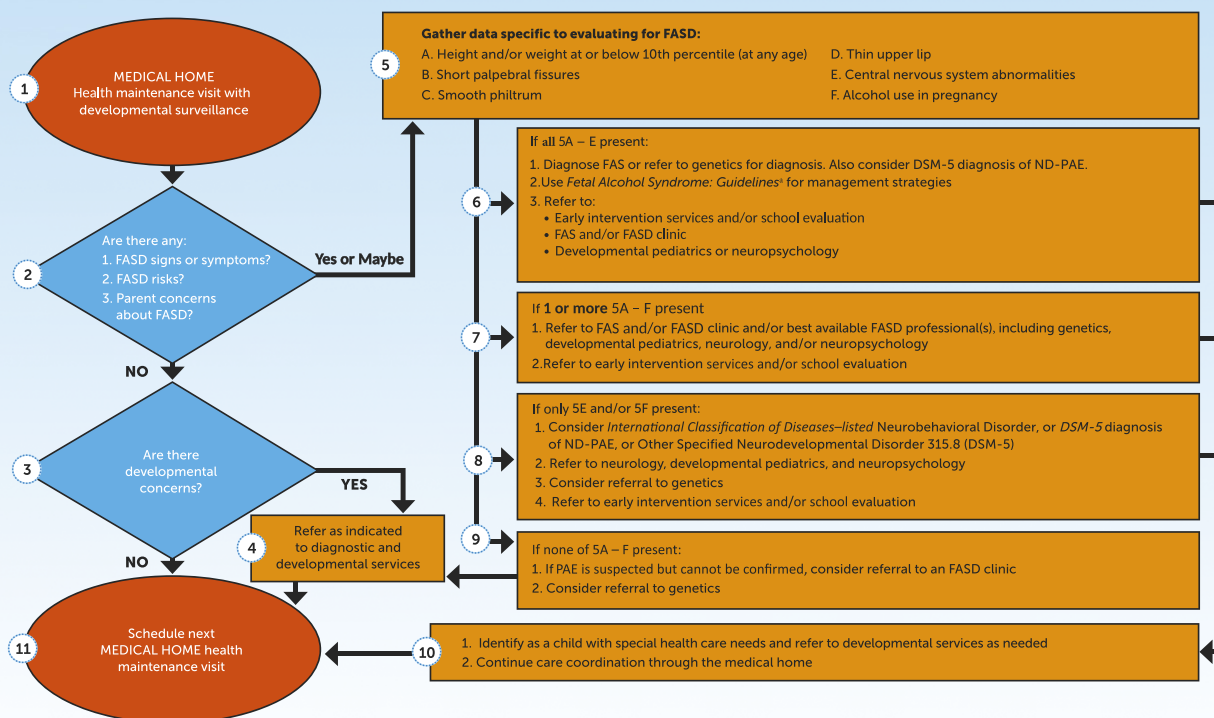 1
MEDICAL HOME
Health maintenance visit with
developmental surveillance
2
Are there any:
1. FASD signs or symptoms?
2. FASD risks?
3. Parent concerns
about FASD?
Yes or Maybe
NO
3
Are there
developmental
concerns?
YES
NO
4
Refer as indicated
to diagnostic and
developmental services
5
Gather data specific to evaluating for FASD:
A. Height and/or weight at or below 10th percentile (at any age)
B. Short palpebral fissures
C. Smooth philtrum
D. Thin upper lip
E. Central nervous system abnormalities
F. Alcohol use in pregnancy
6
If all 5A – E present:
1. Diagnose FAS or refer to genetics for diagnosis. Also consider DSM-5 diagnosis of ND-PAE.
2.Use Fetal Alcohol Syndrome: Guidelines for management strategies
3. Refer to:
• Early intervention services and/or school evaluation
• FAS and/or FASD clinic
• Developmental pediatrics or neuropsychology
7
If 1 or more 5A – F present
1. Refer to FAS and/or FASD clinic and/or best available FASD professional(s), including genetics,
developmental pediatrics, neurology, and/or neuropsychology
2.Refer to early intervention services and/or school evaluation
8
If only 5E and/or 5F present:
1. Consider International Classification of Diseases–listed Neurobehavioral Disorder, or DSM-5 diagnosis
of ND-PAE, or Other Specified Neurodevelopmental Disorder 315.8 (DSM-5)
2. Refer to neurology, developmental pediatrics, and neuropsychology
3. Consider referral to genetics
4. Refer to early intervention services and/or school evaluation
9
If none of 5A – F present:
1. If PAE is suspected but cannot be confirmed, consider referral to an FASD clinic
2. Consider referral to genetics
10
1. Identify as a child with special health care needs and refer to developmental services as needed
2. Continue care coordination through the medical home
11
Schedule next
MEDICAL HOME health
maintenance visit